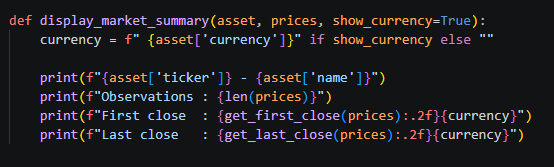 def display_market_summary(asset, prices, show_currency=True):
    currency = f" {asset['currency']}" if show_currency else ""

    print(f"{asset['ticker']} - {asset['name']}")
    print(f"Observations : {len(prices)}")
    print(f"First close  : {get_first_close(prices):.2f}{currency}")
    print(f"Last close   : {get_last_close(prices):.2f}{currency}")